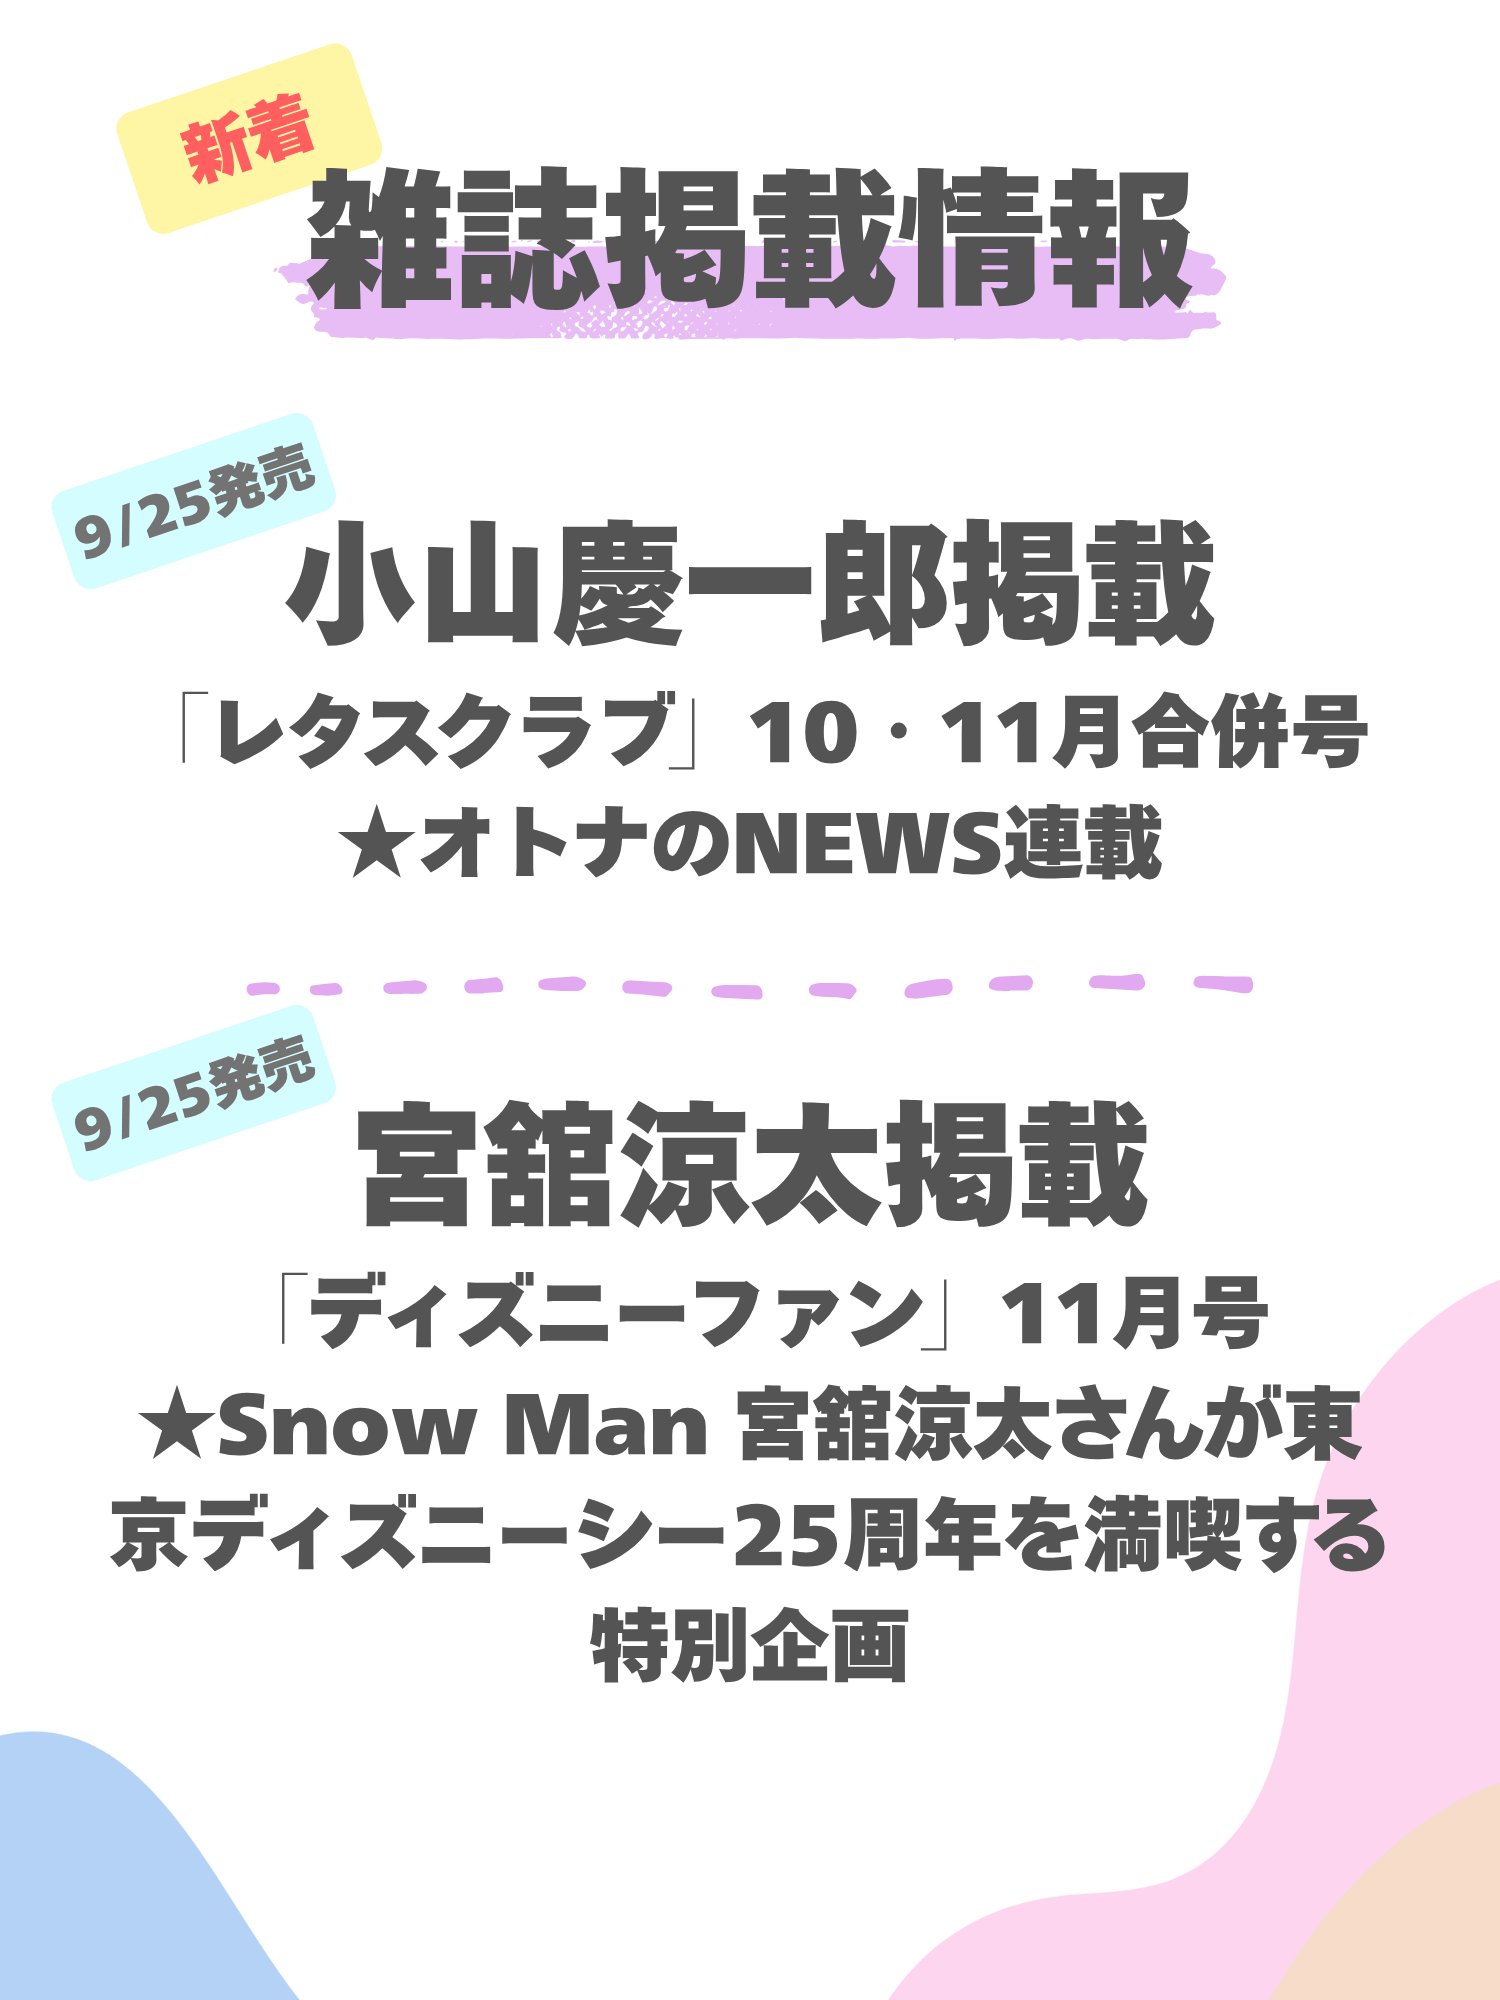 新着
雑誌掲載情報
9/25発売
小山慶一郎掲載
「レタスクラブ」10・11月合併号
★オトナのNEWS連載
9/25発売
宮舘涼太掲載
「ディズニーファン」11月号
★Snow Man 宮舘涼太さんが東
京ディズニーシー25周年を満喫する
特別企画